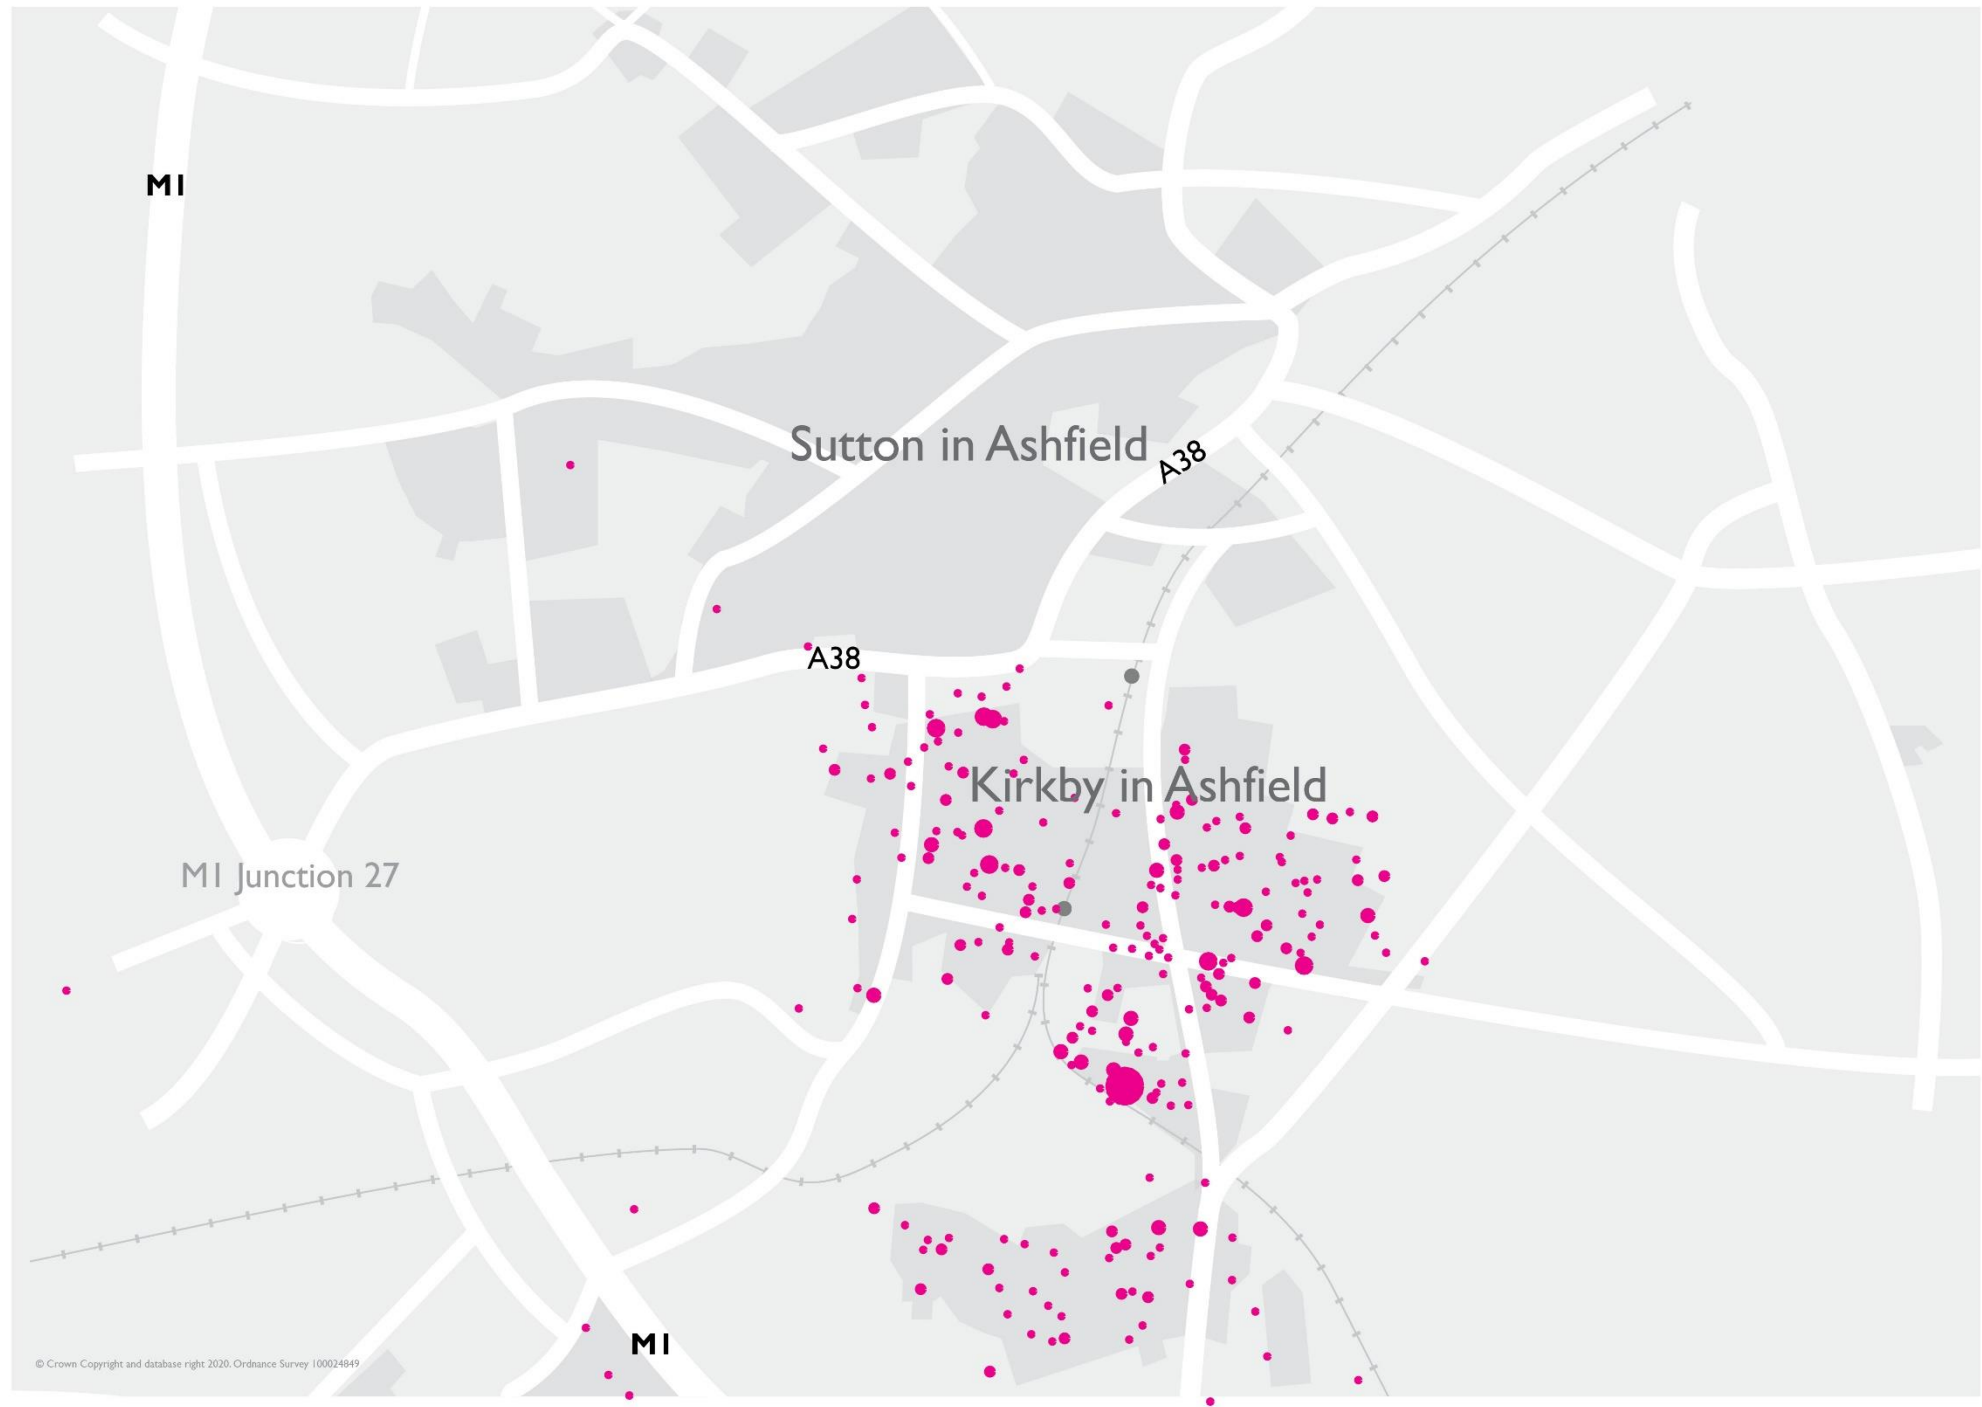 M1
Sutton in Ashfield
A38
A38
Kirkby in Ashfield
M1 Junction 27
M1
© Crown Copyright and database right 2020. Ordnance Survey 100024849